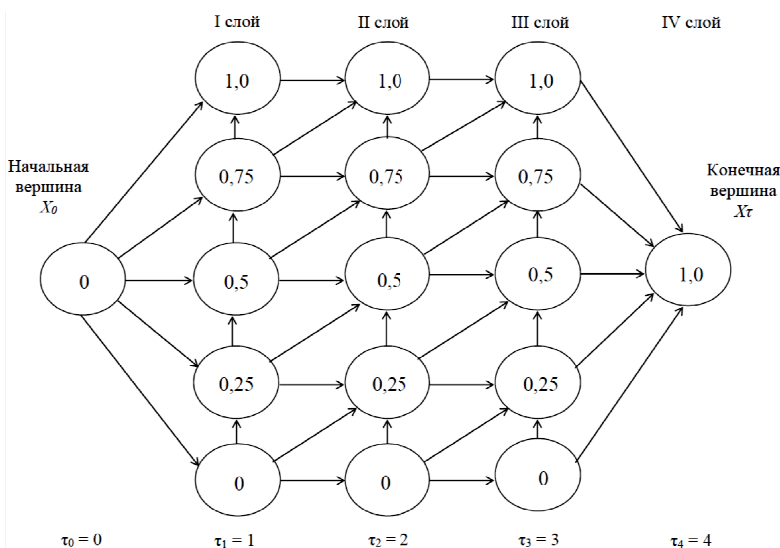 I слой II слой III слой IV слой
1,0 1,0 1,0
Начальная
вершина
X₀
0,75 0,75 0,75
Конечная
вершина
Xτ
0 0,5 0,5 0,5 1,0
0,25 0,25 0,25
0 0 0
τ₀ = 0 τ₁ = 1 τ₂ = 2 τ₃ = 3 τ₄ = 4